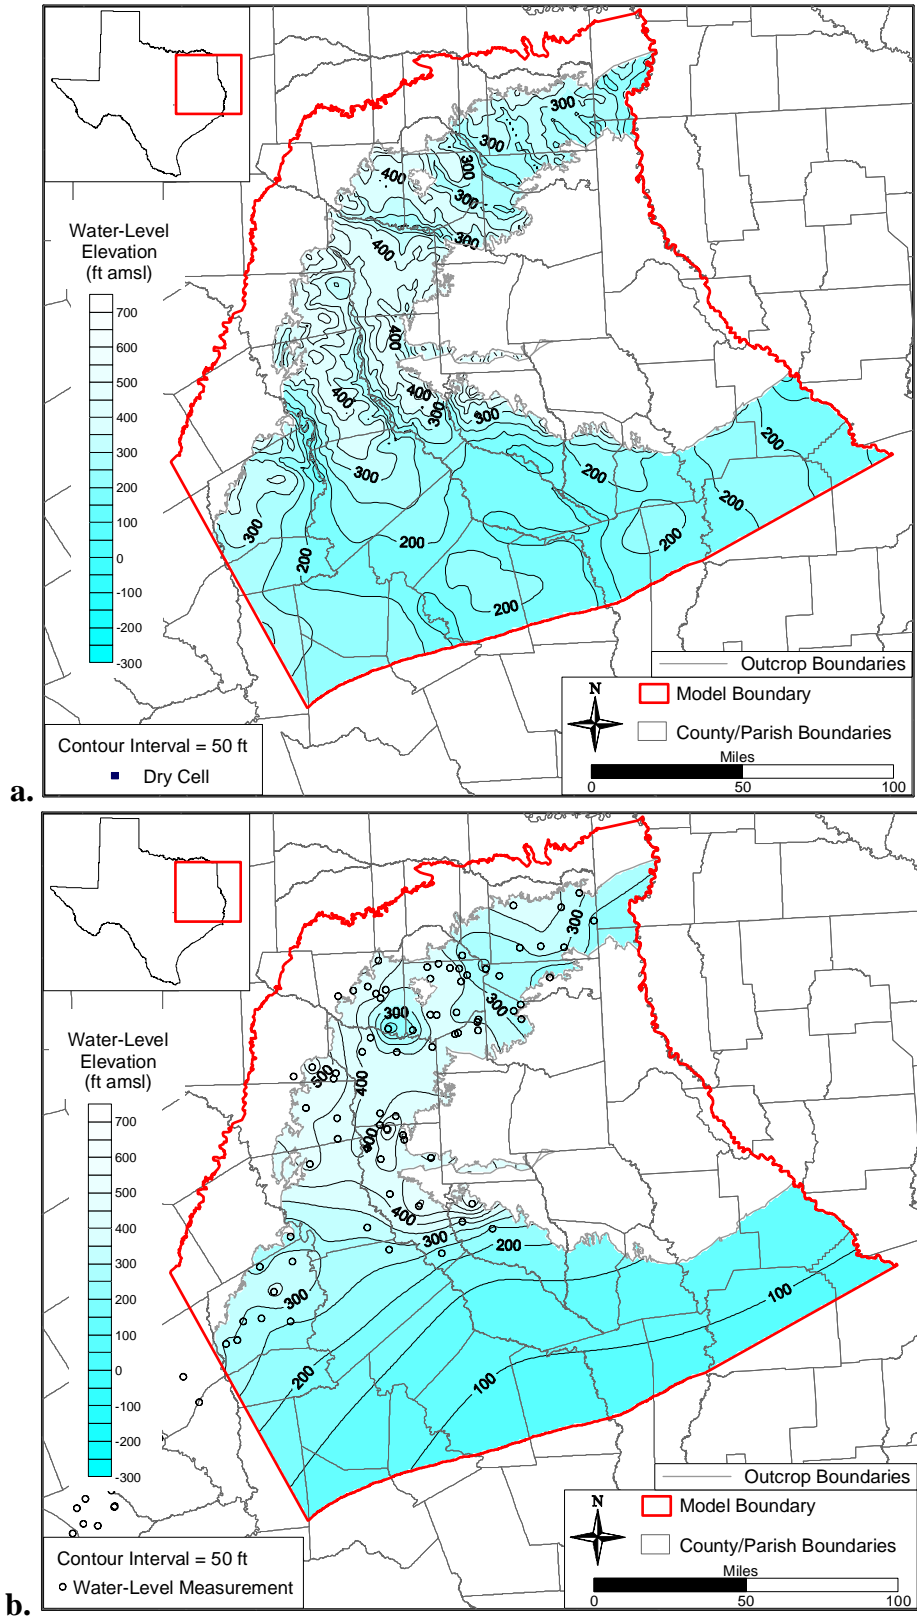 300
300
300
400
300
300
400
Water-Level
Elevation
(ft amsl)
700
600
500
400
300
200
100
0
-100
-200
-300
400
400
400
300
300
300
300
200
200
200
200
200
200
200
Outcrop Boundaries
N
Model Boundary
County/Parish Boundaries
Miles
0
50
100
Contour Interval = 50 ft
Dry Cell
a.
300
300
300
500
400
400
Water-Level
Elevation
(ft amsl)
700
600
500
400
300
200
100
0
-100
-200
-300
400
300
200
300
200
100
100
Outcrop Boundaries
N
Model Boundary
County/Parish Boundaries
Miles
0
50
100
Contour Interval = 50 ft
Water-Level Measurement
b.